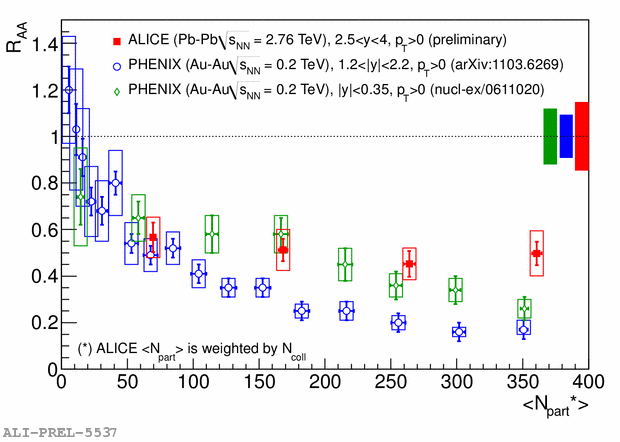 R_AA
1.4
1.2
1
0.8
0.6
0.4
0.2
0
ALICE (Pb-Pb √s_NN = 2.76 TeV), 2.5<y<4, p_T>0 (preliminary)
PHENIX (Au-Au √s_NN = 0.2 TeV), 1.2<|y|<2.2, p_T>0 (arXiv:1103.6269)
PHENIX (Au-Au √s_NN = 0.2 TeV), |y|<0.35, p_T>0 (nucl-ex/0611020)
(*) ALICE <N_part> is weighted by N_coll
0 50 100 150 200 250 300 350 400
<N_part*>
ALI-PREL-5537